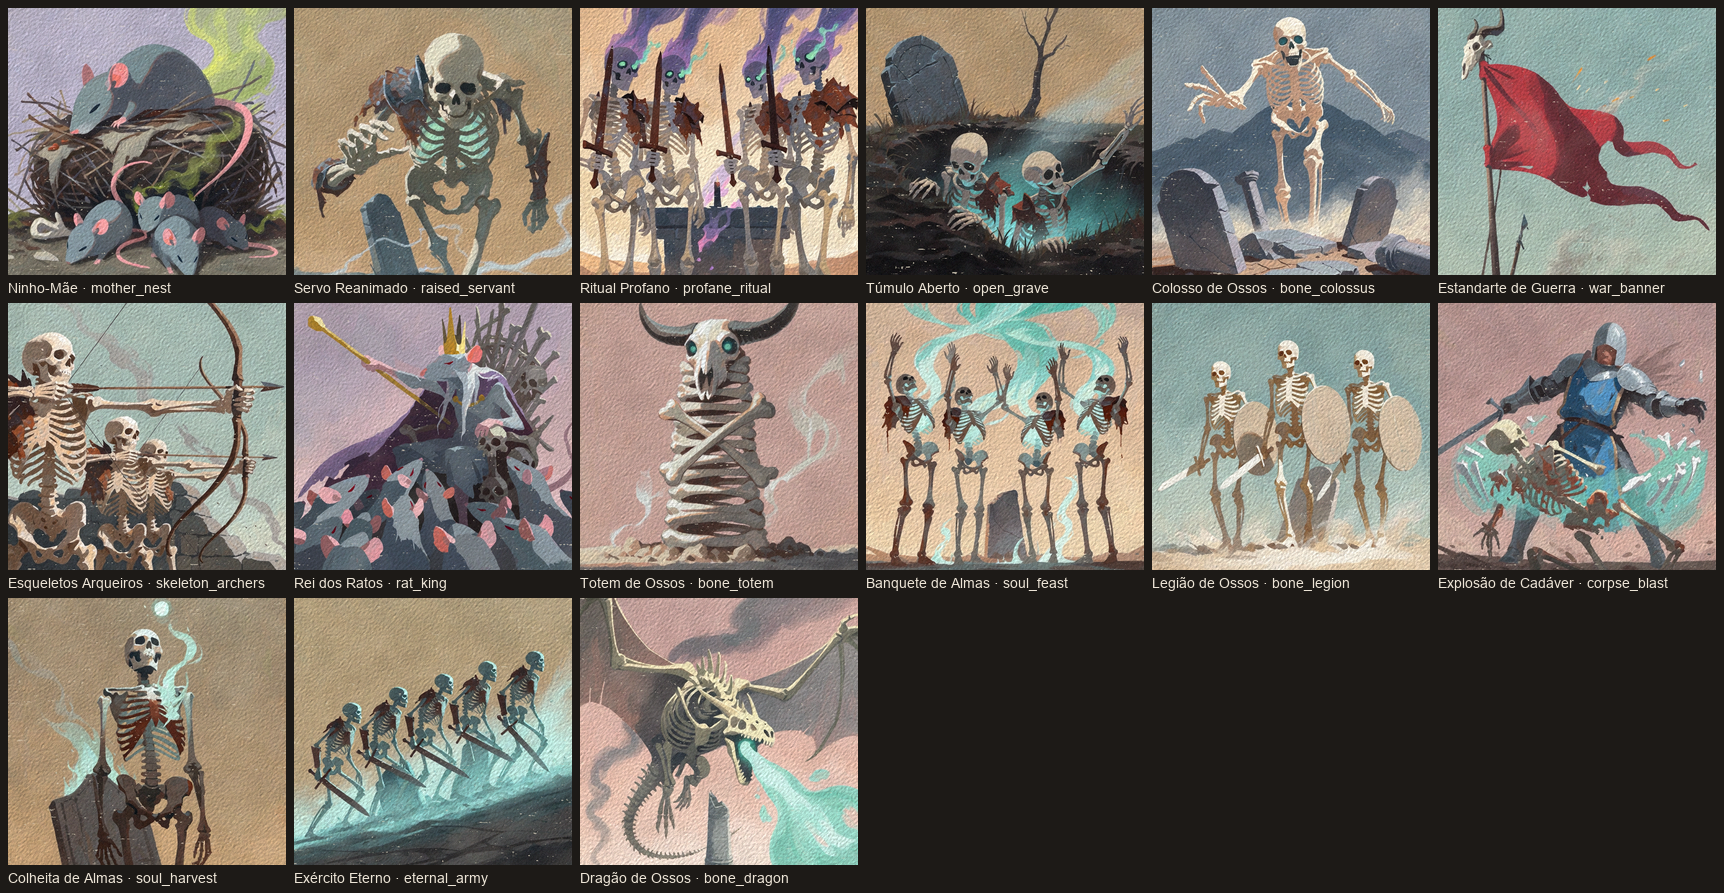 Ninho-Mãe · mother_nest
Servo Reanimado · raised_servant
Ritual Profano · profane_ritual
Túmulo Aberto · open_grave
Colosso de Ossos · bone_colossus
Estandarte de Guerra · war_banner
Esqueletos Arqueiros · skeleton_archers
Rei dos Ratos · rat_king
Totem de Ossos · bone_totem
Banquete de Almas · soul_feast
Legião de Ossos · bone_legion
Explosão de Cadáver · corpse_blast
Colheita de Almas · soul_harvest
Exército Eterno · eternal_army
Dragão de Ossos · bone_dragon